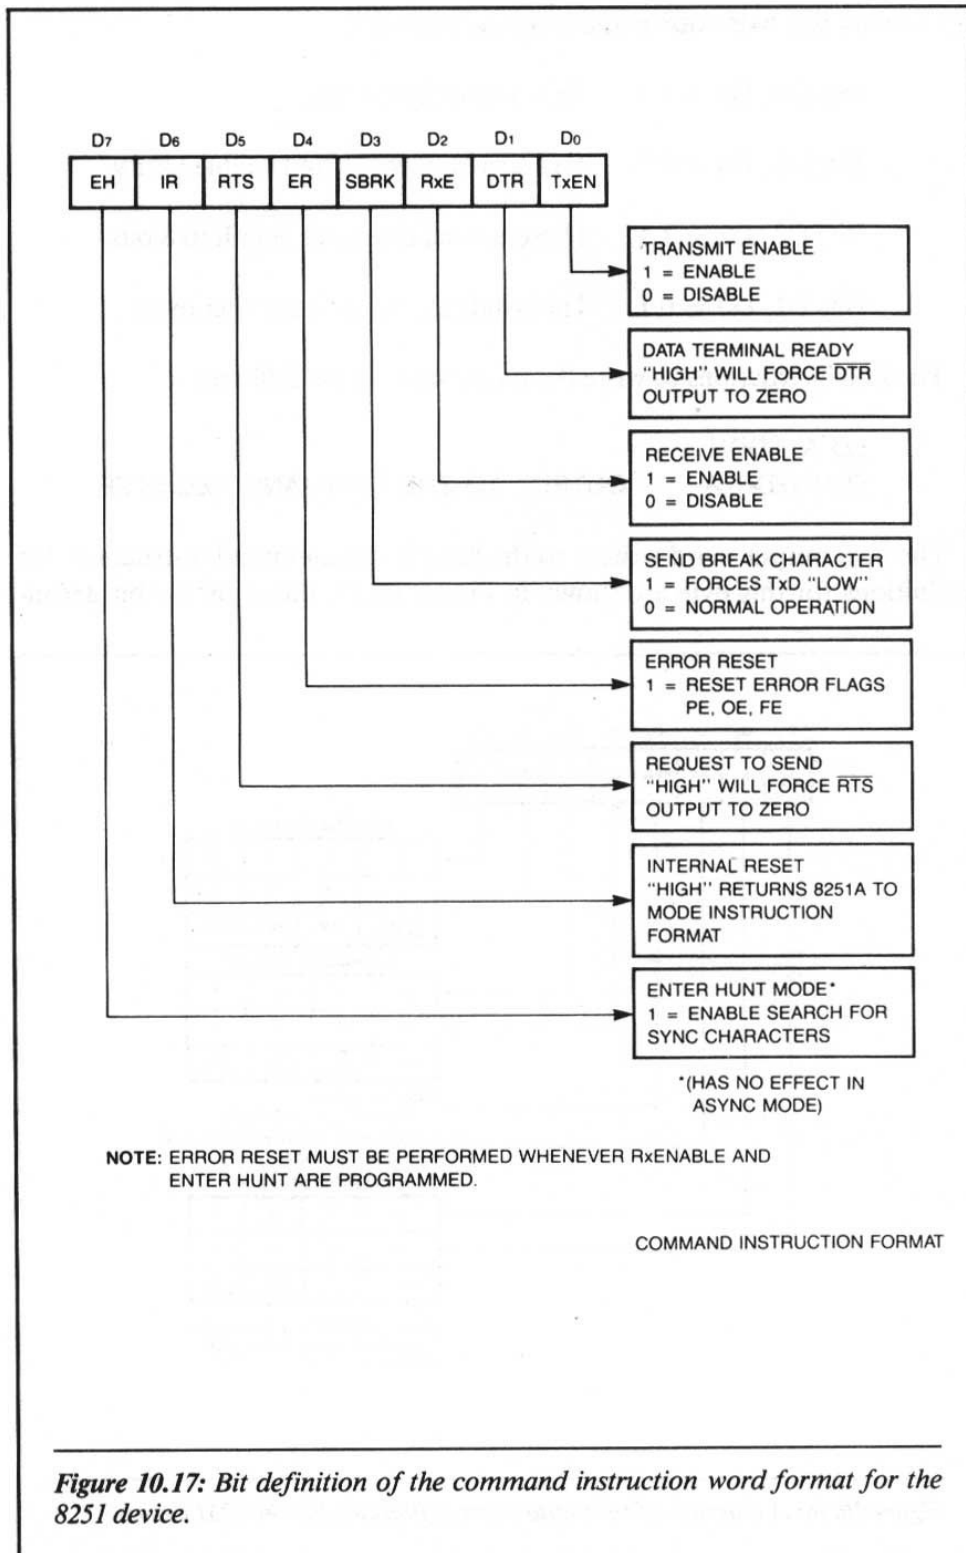 D7 D6 D5 D4 D3 D2 D1 D0
EH IR RTS ER SBRK RxE DTR TxEN
TRANSMIT ENABLE
1 = ENABLE
0 = DISABLE
DATA TERMINAL READY
"HIGH" WILL FORCE D̅T̅R̅
OUTPUT TO ZERO
RECEIVE ENABLE
1 = ENABLE
0 = DISABLE
SEND BREAK CHARACTER
1 = FORCES TxD "LOW"
0 = NORMAL OPERATION
ERROR RESET
1 = RESET ERROR FLAGS
PE, OE, FE
REQUEST TO SEND
"HIGH" WILL FORCE R̅T̅S̅
OUTPUT TO ZERO
INTERNAL RESET
"HIGH" RETURNS 8251A TO
MODE INSTRUCTION
FORMAT
ENTER HUNT MODE*
1 = ENABLE SEARCH FOR
SYNC CHARACTERS
*(HAS NO EFFECT IN
ASYNC MODE)
NOTE: ERROR RESET MUST BE PERFORMED WHENEVER RxENABLE AND
ENTER HUNT ARE PROGRAMMED.
COMMAND INSTRUCTION FORMAT
Figure 10.17: Bit definition of the command instruction word format for the
8251 device.